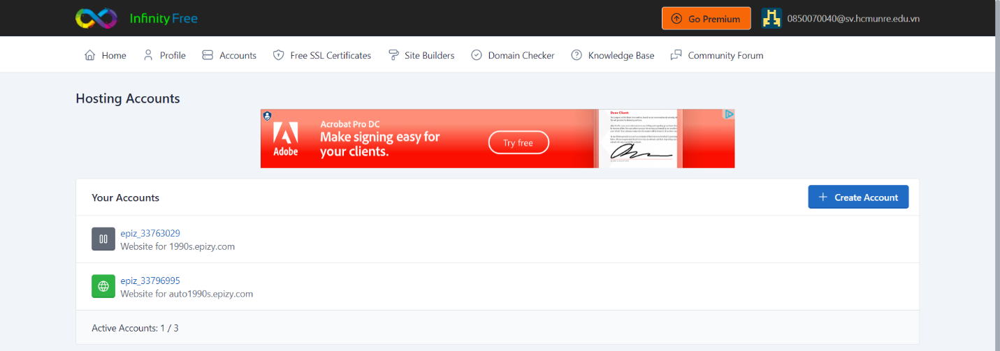 Infinity Free
Go Premium
0850070040@sv.hcmunre.edu.vn
Home
Profile
Accounts
Free SSL Certificates
Site Builders
Domain Checker
Knowledge Base
Community Forum
Hosting Accounts
Adobe
Acrobat Pro DC
Make signing easy for
your clients.
Try free
Dear Client:
Your Accounts
Create Account
epiz_33763029
Website for 1990s.epizy.com
epiz_33796995
Website for auto1990s.epizy.com
Active Accounts: 1 / 3